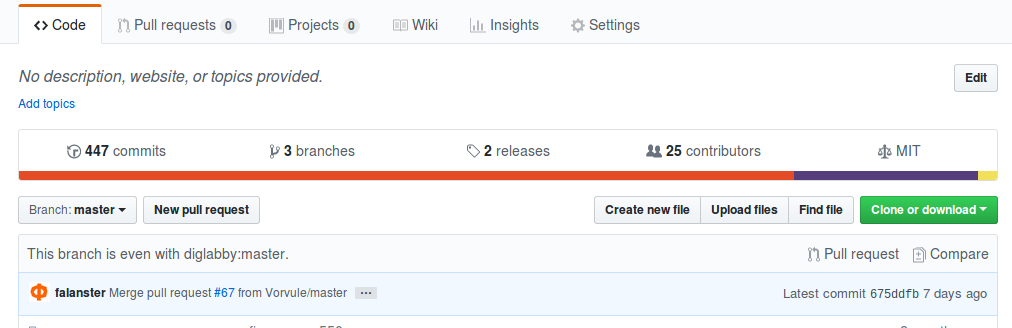 Code Pull requests 0 Projects 0 Wiki Insights Settings
No description, website, or topics provided. Edit
Add topics
447 commits 3 branches 2 releases 25 contributors MIT
Branch: master New pull request Create new file Upload files Find file Clone or download
This branch is even with diglabby:master. Pull request Compare
falanster Merge pull request #67 from Vorvule/master ... Latest commit 675ddfb 7 days ago